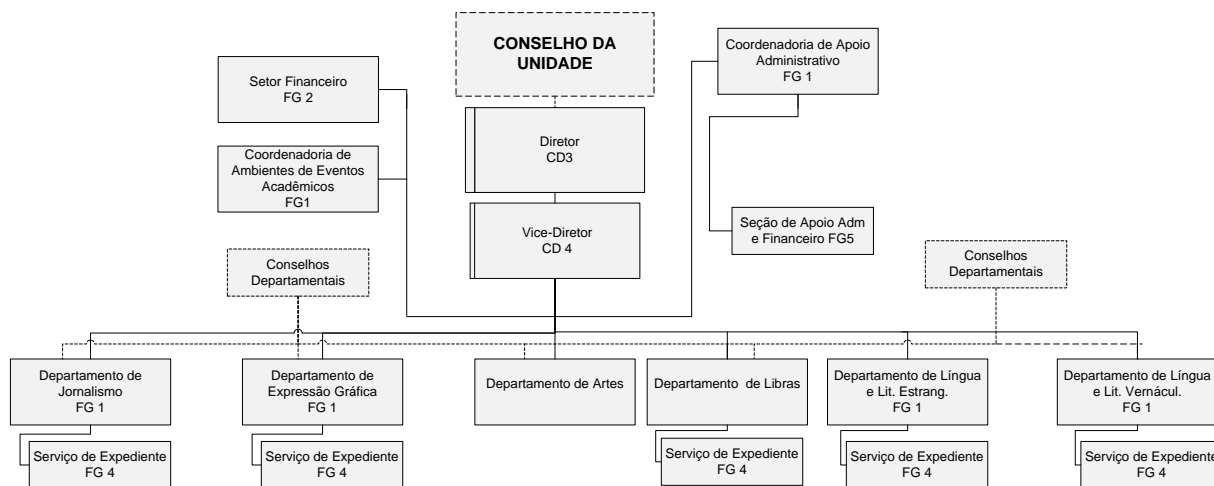 CONSELHO DA
UNIDADE
Coordenadoria de Apoio
Administrativo
FG 1
Setor Financeiro
FG 2
Diretor
CD3
Coordenadoria de
Ambientes de Eventos
Acadêmicos
FG1
Vice-Diretor
CD 4
Seção de Apoio Adm
e Financeiro FG5
Conselhos
Departamentais
Conselhos
Departamentais
Departamento de
Jornalismo
FG 1
Departamento de
Expressão Gráfica
FG 1
Departamento de Artes
Departamento de Libras
Departamento de Língua
e Lit. Estrang.
FG 1
Departamento de Língua
e Lit. Vernácul.
FG 1
Serviço de Expediente
FG 4
Serviço de Expediente
FG 4
Serviço de Expediente
FG 4
Serviço de Expediente
FG 4
Serviço de Expediente
FG 4